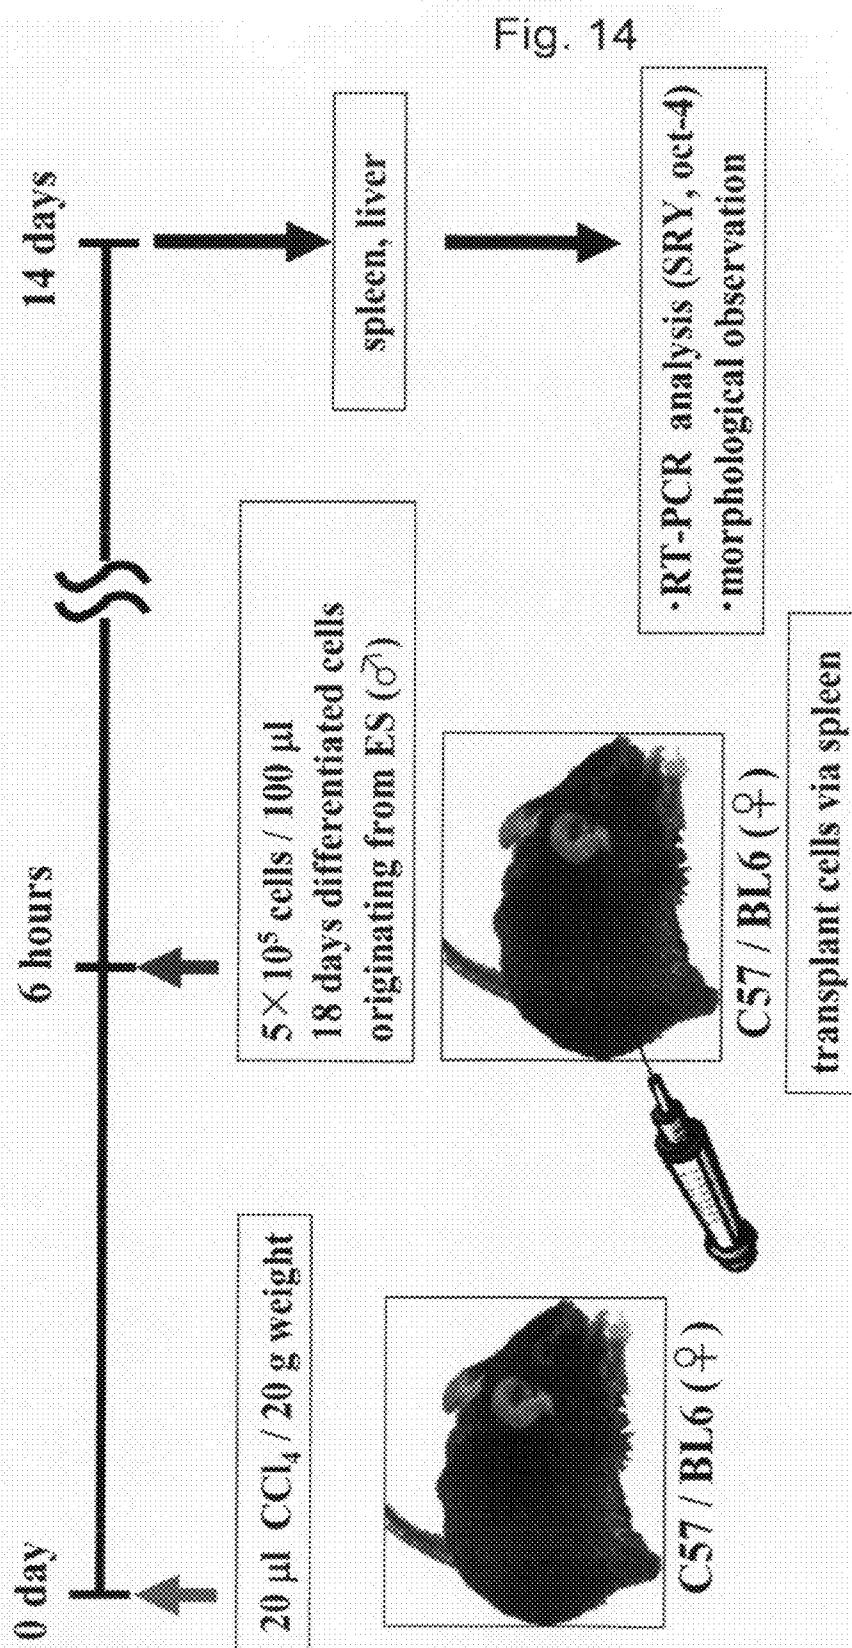 Fig. 14
0 day
6 hours
14 days
20 µl CCl₄ / 20 g weight
5×10⁵ cells / 100 µl
18 days differentiated cells
originating from ES (♂)
spleen, liver
C57 / BL6 (♀)
C57 / BL6 (♀)
transplant cells via spleen
·RT-PCR analysis (SRY, oct-4)
·morphological observation